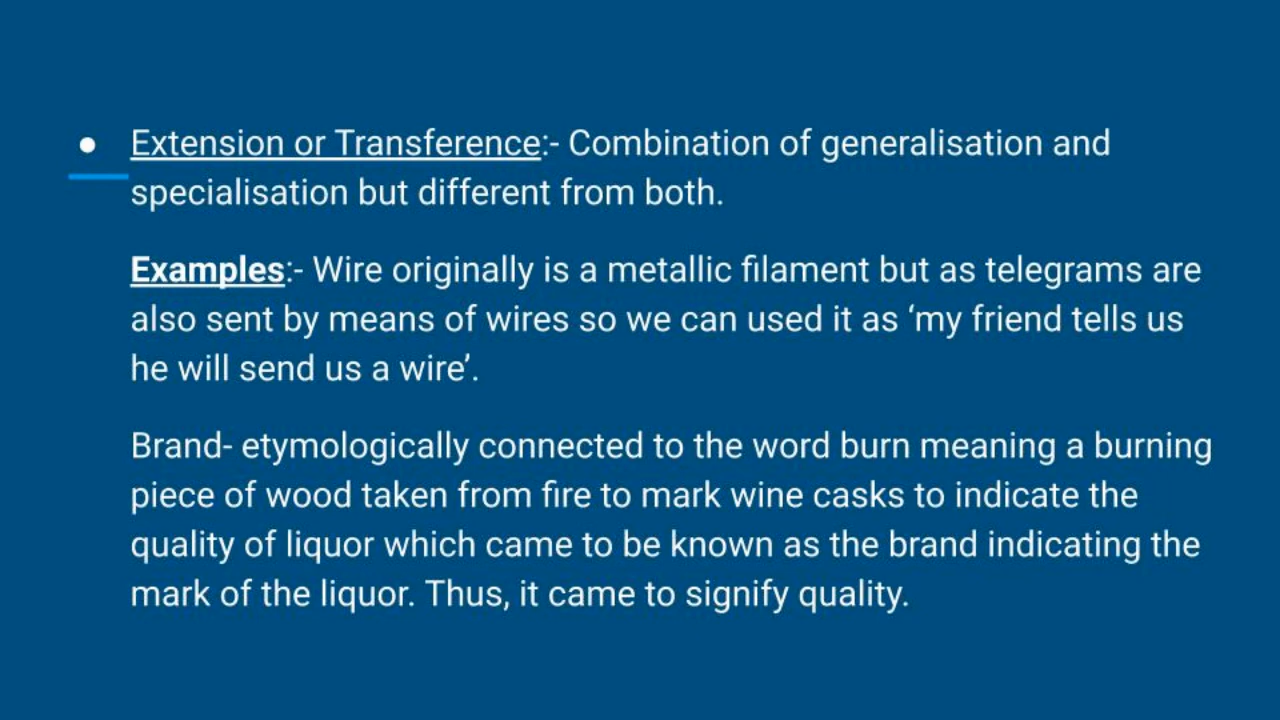 ● Extension or Transference:- Combination of generalisation and
specialisation but different from both.
Examples:- Wire originally is a metallic filament but as telegrams are
also sent by means of wires so we can used it as ‘my friend tells us
he will send us a wire’.
Brand- etymologically connected to the word burn meaning a burning
piece of wood taken from fire to mark wine casks to indicate the
quality of liquor which came to be known as the brand indicating the
mark of the liquor. Thus, it came to signify quality.